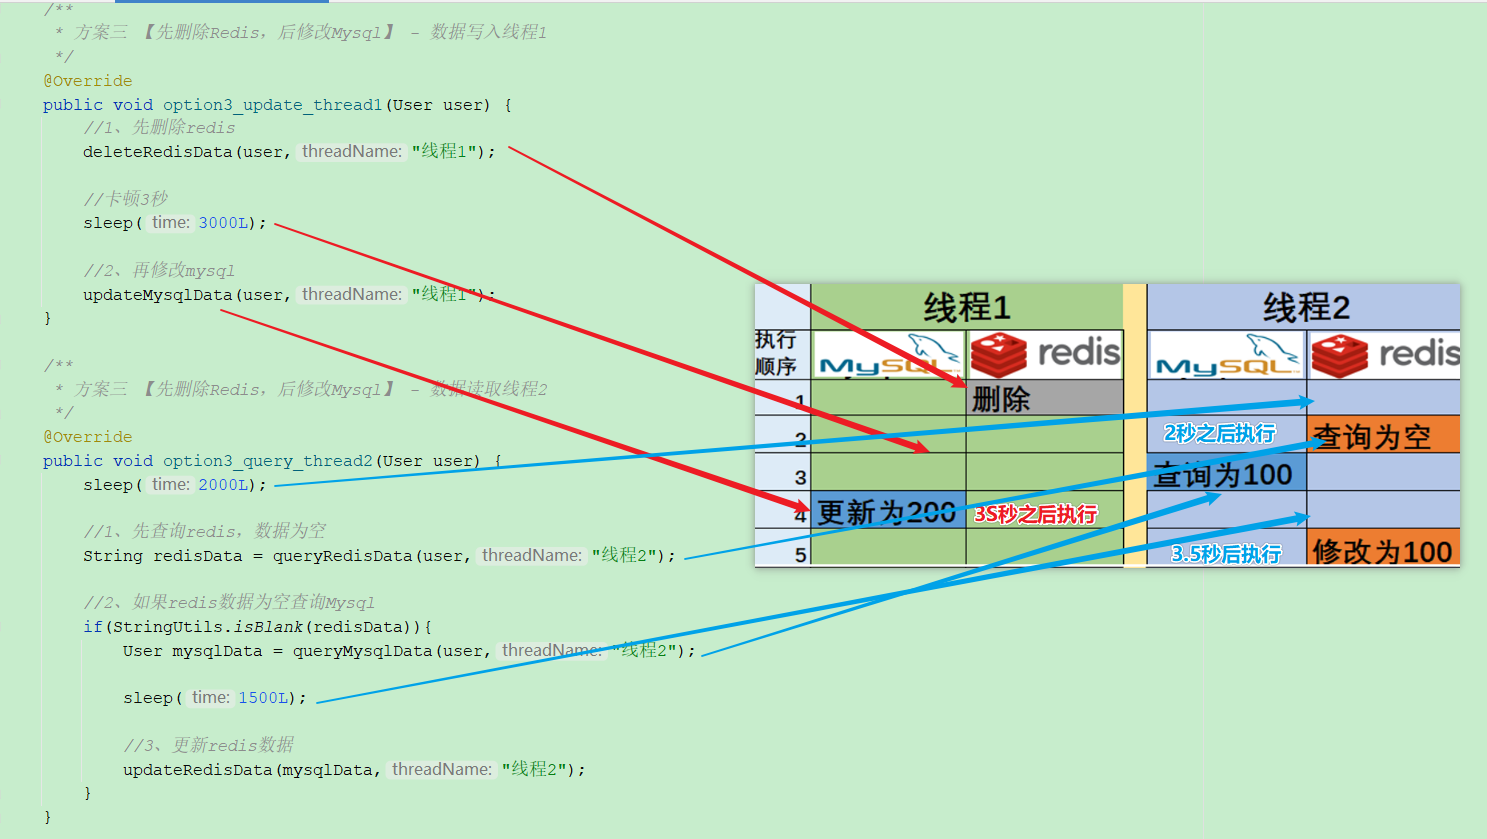 /**
* 方案三 【先删除Redis，后修改Mysql】 - 数据写入线程1
*/
@Override
public void option3_update_thread1(User user) {
//1、先删除redis
deleteRedisData(user, threadName: "线程1");
//卡顿3秒
sleep( time: 3000L);
//2、再修改mysql
updateMysqlData(user, threadName: "线程1");
}
/**
* 方案三 【先删除Redis，后修改Mysql】 - 数据读取线程2
*/
@Override
public void option3_query_thread2(User user) {
sleep( time: 2000L);
//1、先查询redis，数据为空
String redisData = queryRedisData(user, threadName: "线程2");
//2、如果redis数据为空查询Mysql
if(StringUtils.isBlank(redisData)){
User mysqlData = queryMysqlData(user, threadName: "线程2");
sleep( time: 1500L);
//3、更新redis数据
updateRedisData(mysqlData, threadName: "线程2");
}
}
线程1 线程2
执行
顺序 MySQL redis MySQL redis
1 删除
2 2秒之后执行 查询为空
3 查询为100
4 更新为200 3S秒之后执行
5 3.5秒后执行 修改为100